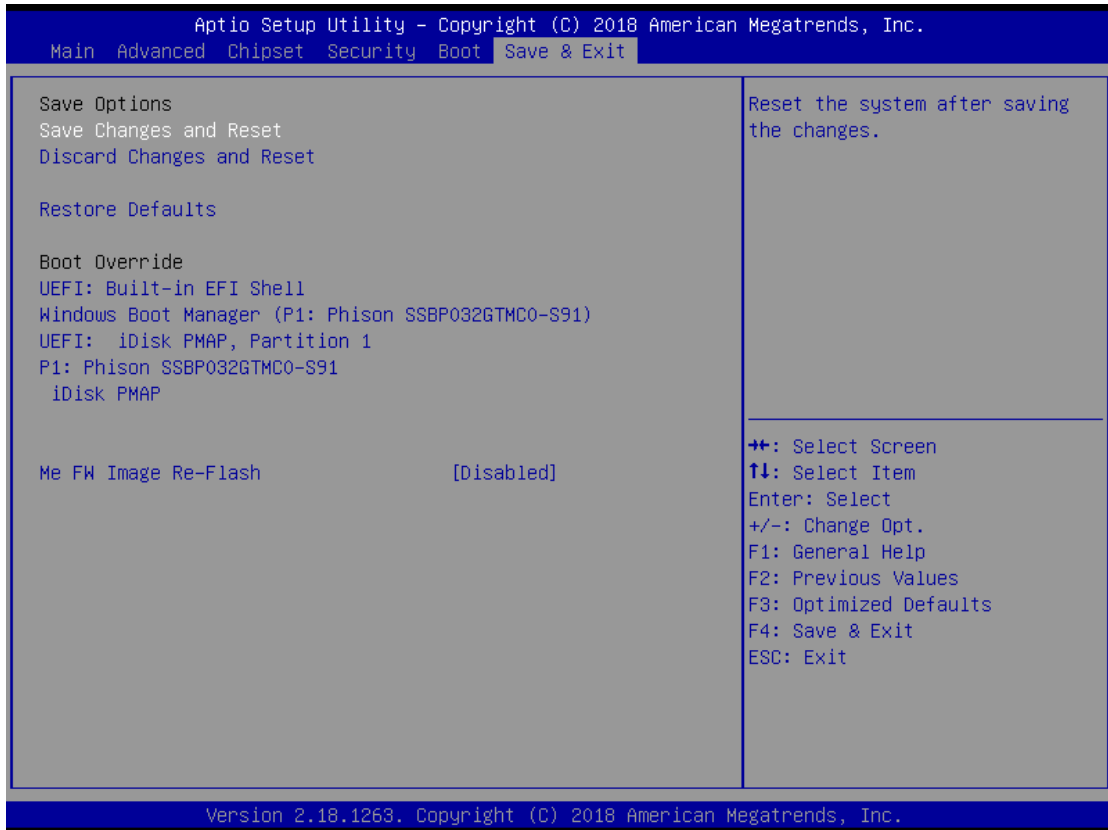 Aptio Setup Utility – Copyright (C) 2018 American Megatrends, Inc.
Main Advanced Chipset Security Boot Save & Exit
Save Options
Save Changes and Reset
Discard Changes and Reset
Restore Defaults
Boot Override
UEFI: Built-in EFI Shell
Windows Boot Manager (P1: Phison SSBP032GTMC0-S91)
UEFI: iDisk PMAP, Partition 1
P1: Phison SSBP032GTMC0-S91
iDisk PMAP
Me FW Image Re-Flash [Disabled]
Reset the system after saving
the changes.
→←: Select Screen
↑↓: Select Item
Enter: Select
+/-: Change Opt.
F1: General Help
F2: Previous Values
F3: Optimized Defaults
F4: Save & Exit
ESC: Exit
Version 2.18.1263. Copyright (C) 2018 American Megatrends, Inc.